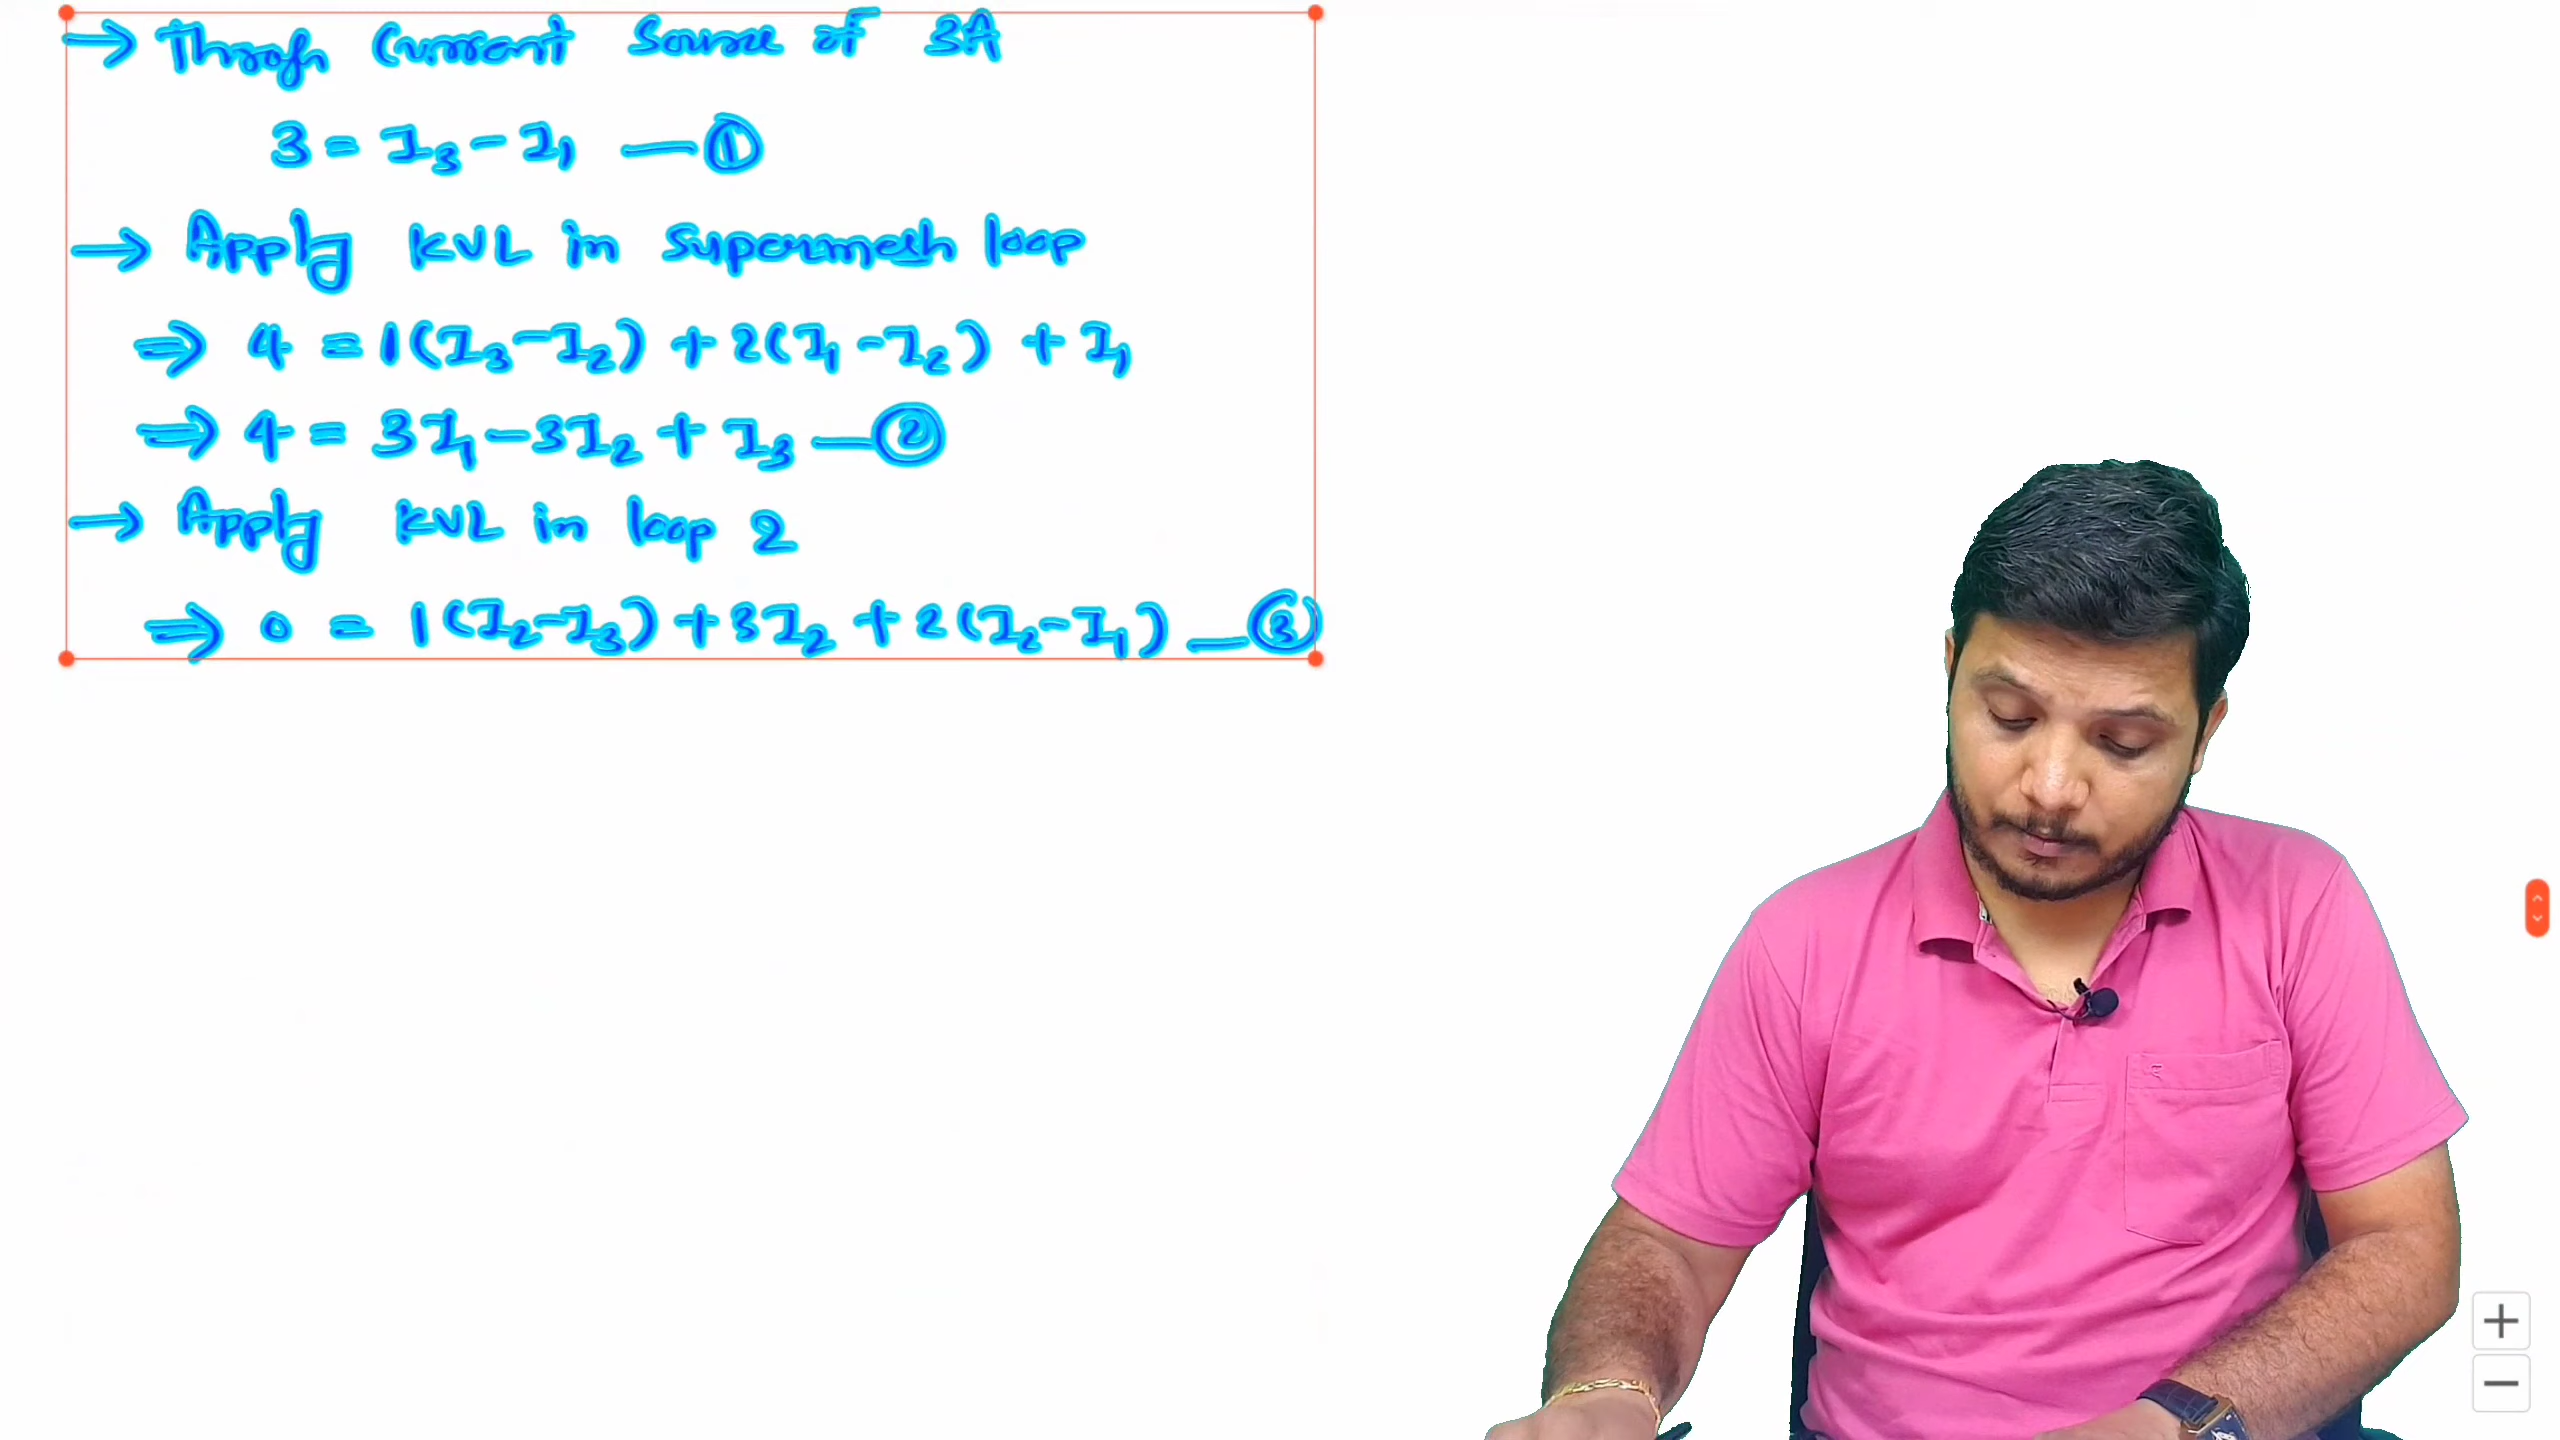 → Through Current Source of 3A
3 = I₃ - I₁ — ①
→ Apply KVL in supermesh loop
⇒ 4 = 1(I₃-I₂) + 2(I₁-I₂) + I₁
⇒ 4 = 3I₁ - 3I₂ + I₃ — ②
→ Apply KVL in loop 2
⇒ 0 = 1(I₂-I₃) + 3I₂ + 2(I₂-I₁) — ③